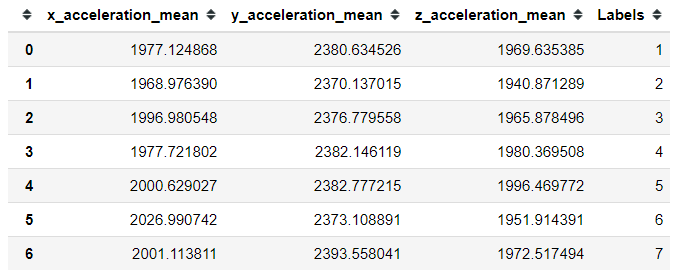 x_acceleration_mean y_acceleration_mean z_acceleration_mean Labels
0 1977.124868 2380.634526 1969.635385 1
1 1968.976390 2370.137015 1940.871289 2
2 1996.980548 2376.779558 1965.878496 3
3 1977.721802 2382.146119 1980.369508 4
4 2000.629027 2382.777215 1996.469772 5
5 2026.990742 2373.108891 1951.914391 6
6 2001.113811 2393.558041 1972.517494 7